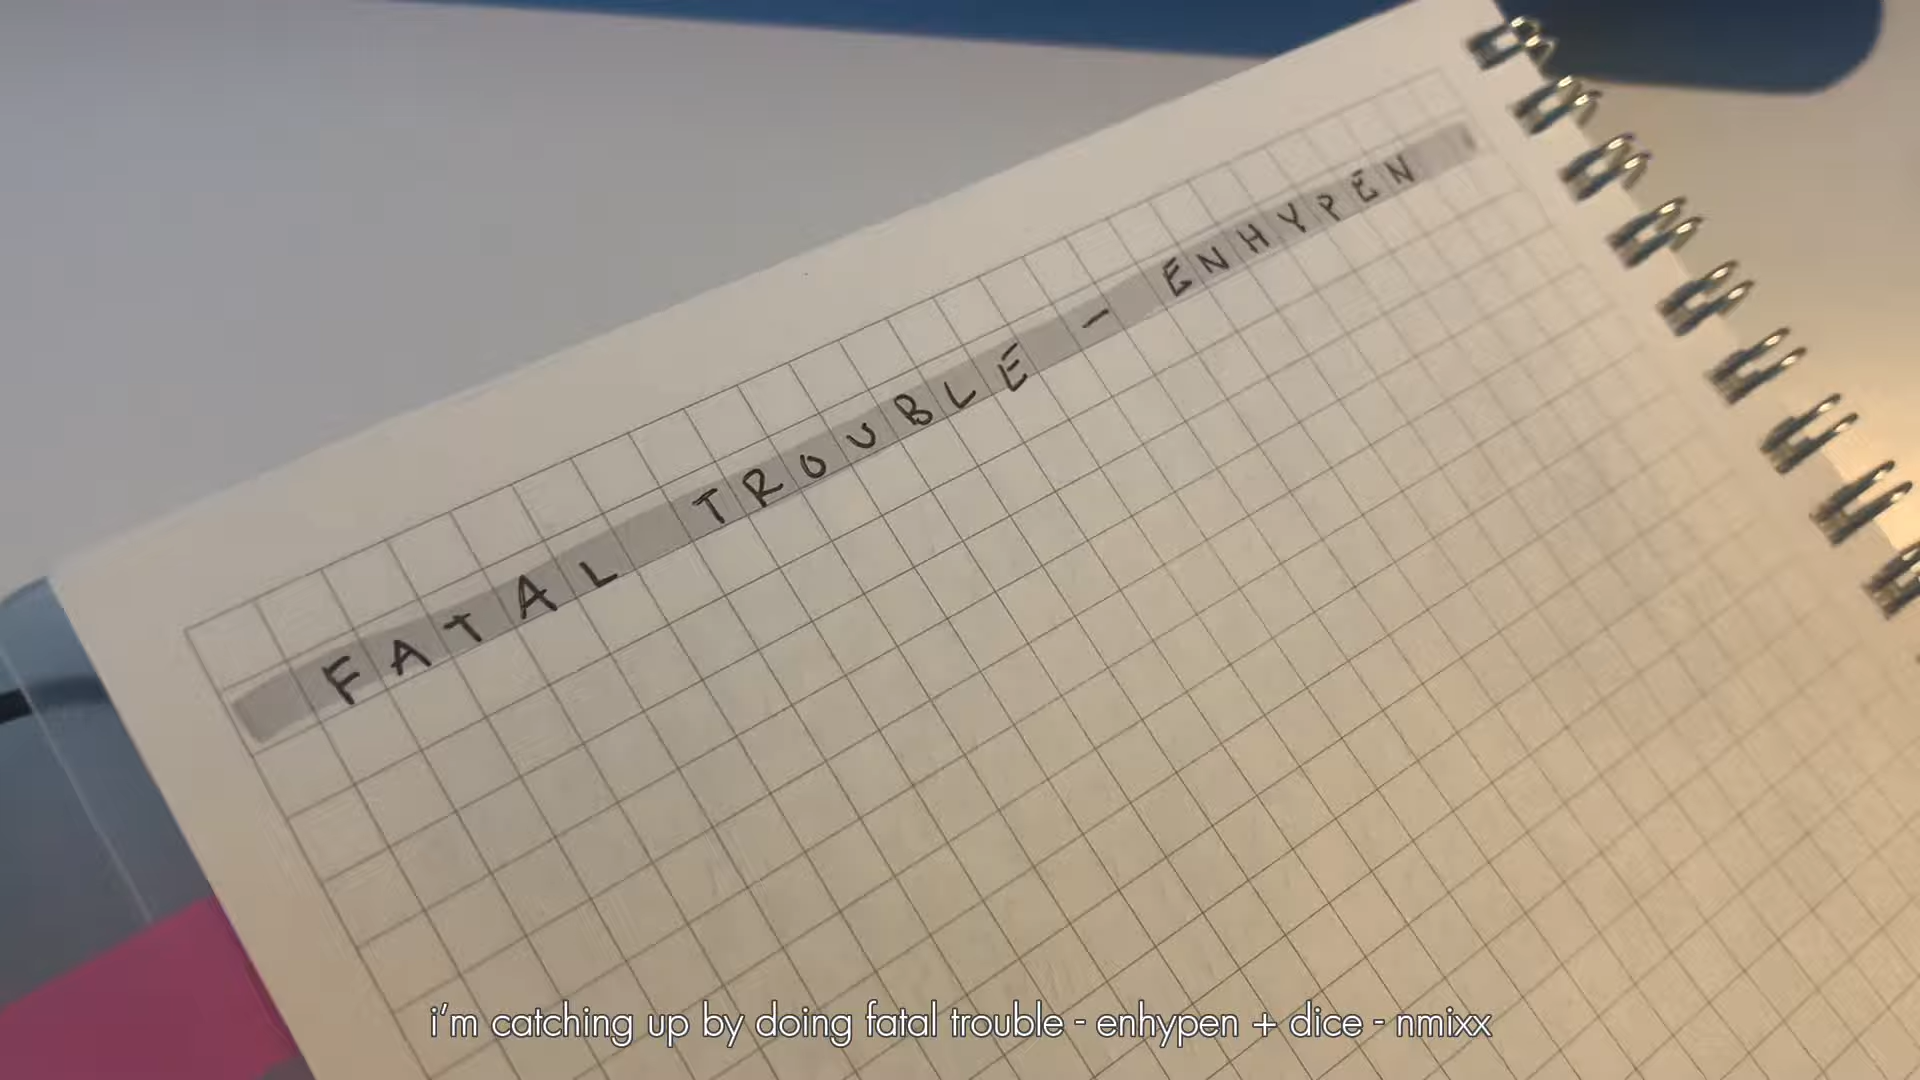 FATAL TROUBLE - ENHYPEN
i'm catching up by doing fatal trouble - enhypen + dice - nmixx